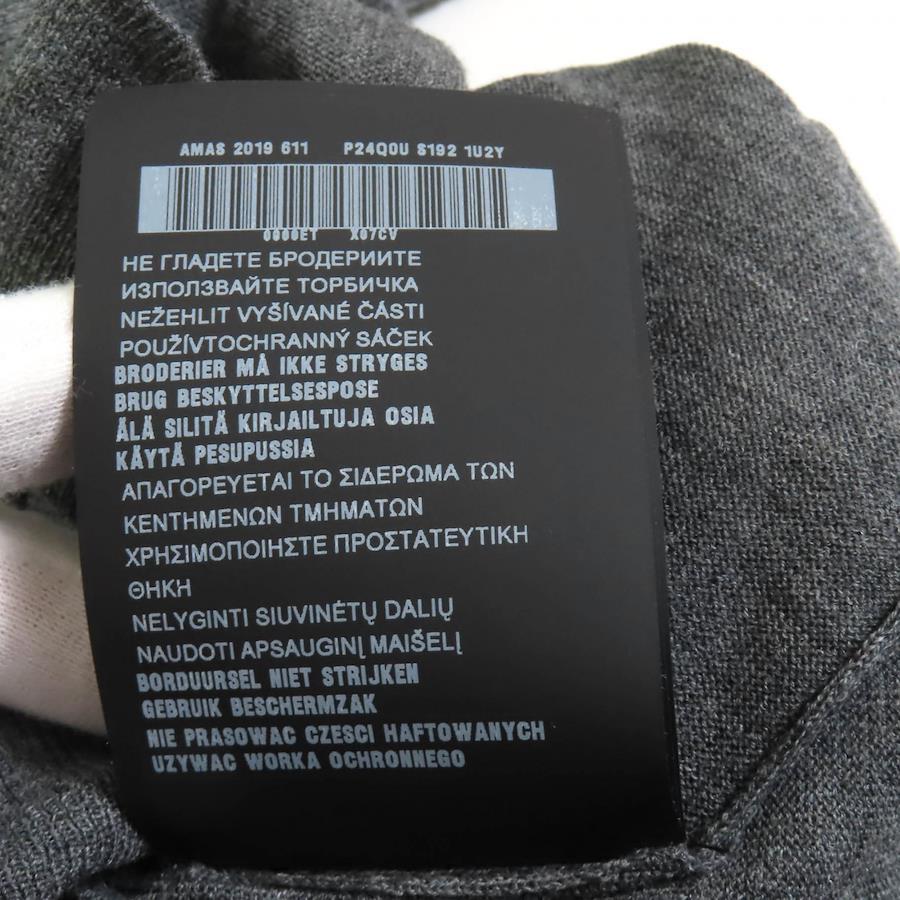 AMAS 2019 611 P24Q0U S192 1U2Y
0000ET X07CV
НЕ ГЛАДЕТЕ БРОДЕРИИТЕ
ИЗПОЛЗВАЙТЕ ТОРБИЧКА
NEŽEHLIT VYŠÍVANÉ ČÁSTI
POUŽÍVTOCHRANNÝ SÁČEK
BRODERIER MÅ IKKE STRYGES
BRUG BESKYTTELSESPOSE
ÄLÄ SILITÄ KIRJAILTUJA OSIA
KÄYTÄ PESUPUSSIA
ΑΠΑΓΟΡΕΥΕΤΑΙ ΤΟ ΣΙΔΕΡΩΜΑ ΤΩΝ
ΚΕΝΤΗΜΕΝΩΝ ΤΜΗΜΑΤΩΝ
ΧΡΗΣΙΜΟΠΟΙΗΣΤΕ ΠΡΟΣΤΑΤΕΥΤΙΚΗ
ΘΗΚΗ
NELYGINTI SIUVINĖTŲ DALIŲ
NAUDOTI APSAUGINĮ MAIŠELĮ
BORDUURSEL NIET STRIJKEN
GEBRUIK BESCHERMZAK
NIE PRASOWAC CZESCI HAFTOWANYCH
UZYWAC WORKA OCHRONNEGO